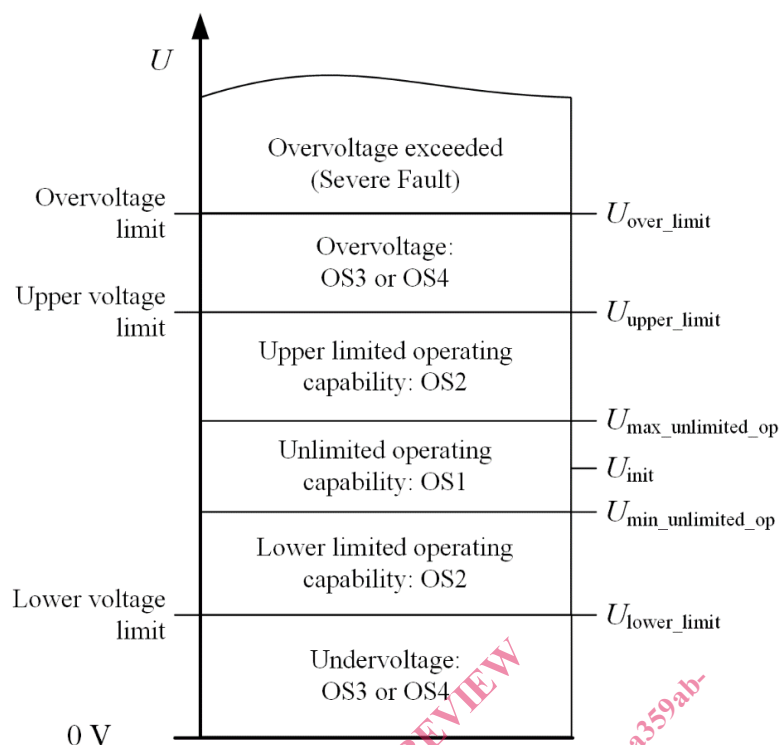 U
Overvoltage exceeded
(Severe Fault)
Overvoltage
limit
U_over_limit
Overvoltage:
OS3 or OS4
Upper voltage
limit
U_upper_limit
Upper limited operating
capability: OS2
U_max_unlimited_op
Unlimited operating
capability: OS1
U_init
U_min_unlimited_op
Lower limited operating
capability: OS2
Lower voltage
limit
U_lower_limit
Undervoltage:
OS3 or OS4
0 V
REVIEW
a359ab-